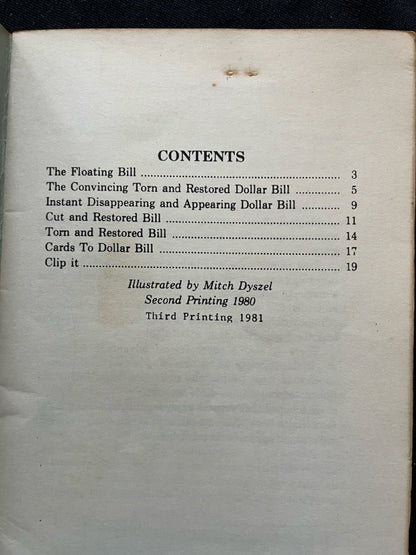 CONTENTS
The Floating Bill ........................................................... 3
The Convincing Torn and Restored Dollar Bill ............. 5
Instant Disappearing and Appearing Dollar Bill ........... 9
Cut and Restored Bill .................................................... 11
Torn and Restored Bill .................................................. 14
Cards To Dollar Bill ...................................................... 17
Clip it .............................................................................. 19
Illustrated by Mitch Dyszel
Second Printing 1980
Third Printing 1981